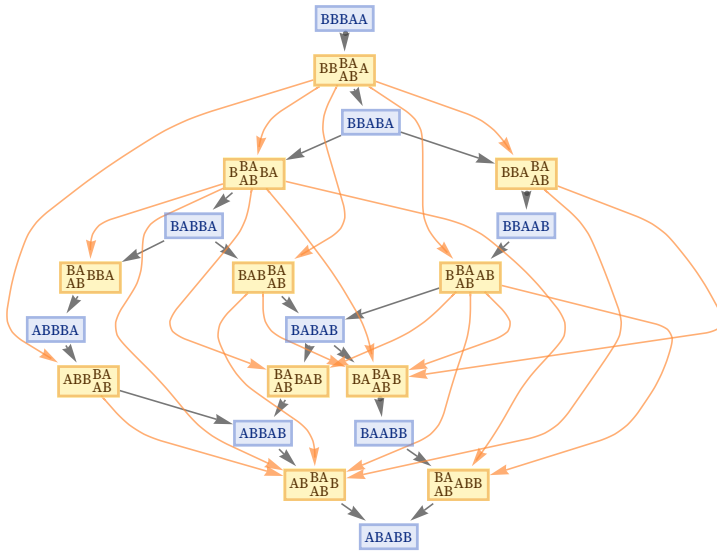 BBBAA
BB BA A
AB
BBABA
B BA BA
AB
BBA BA
AB
BABBA
BBAAB
BA BBA
AB
BAB BA
AB
B BA AB
AB
ABBBA
BABAB
ABB BA
AB
BA BAB
AB
BA BA B
AB
ABBAB
BAABB
AB BA B
AB
BA ABB
AB
ABABB